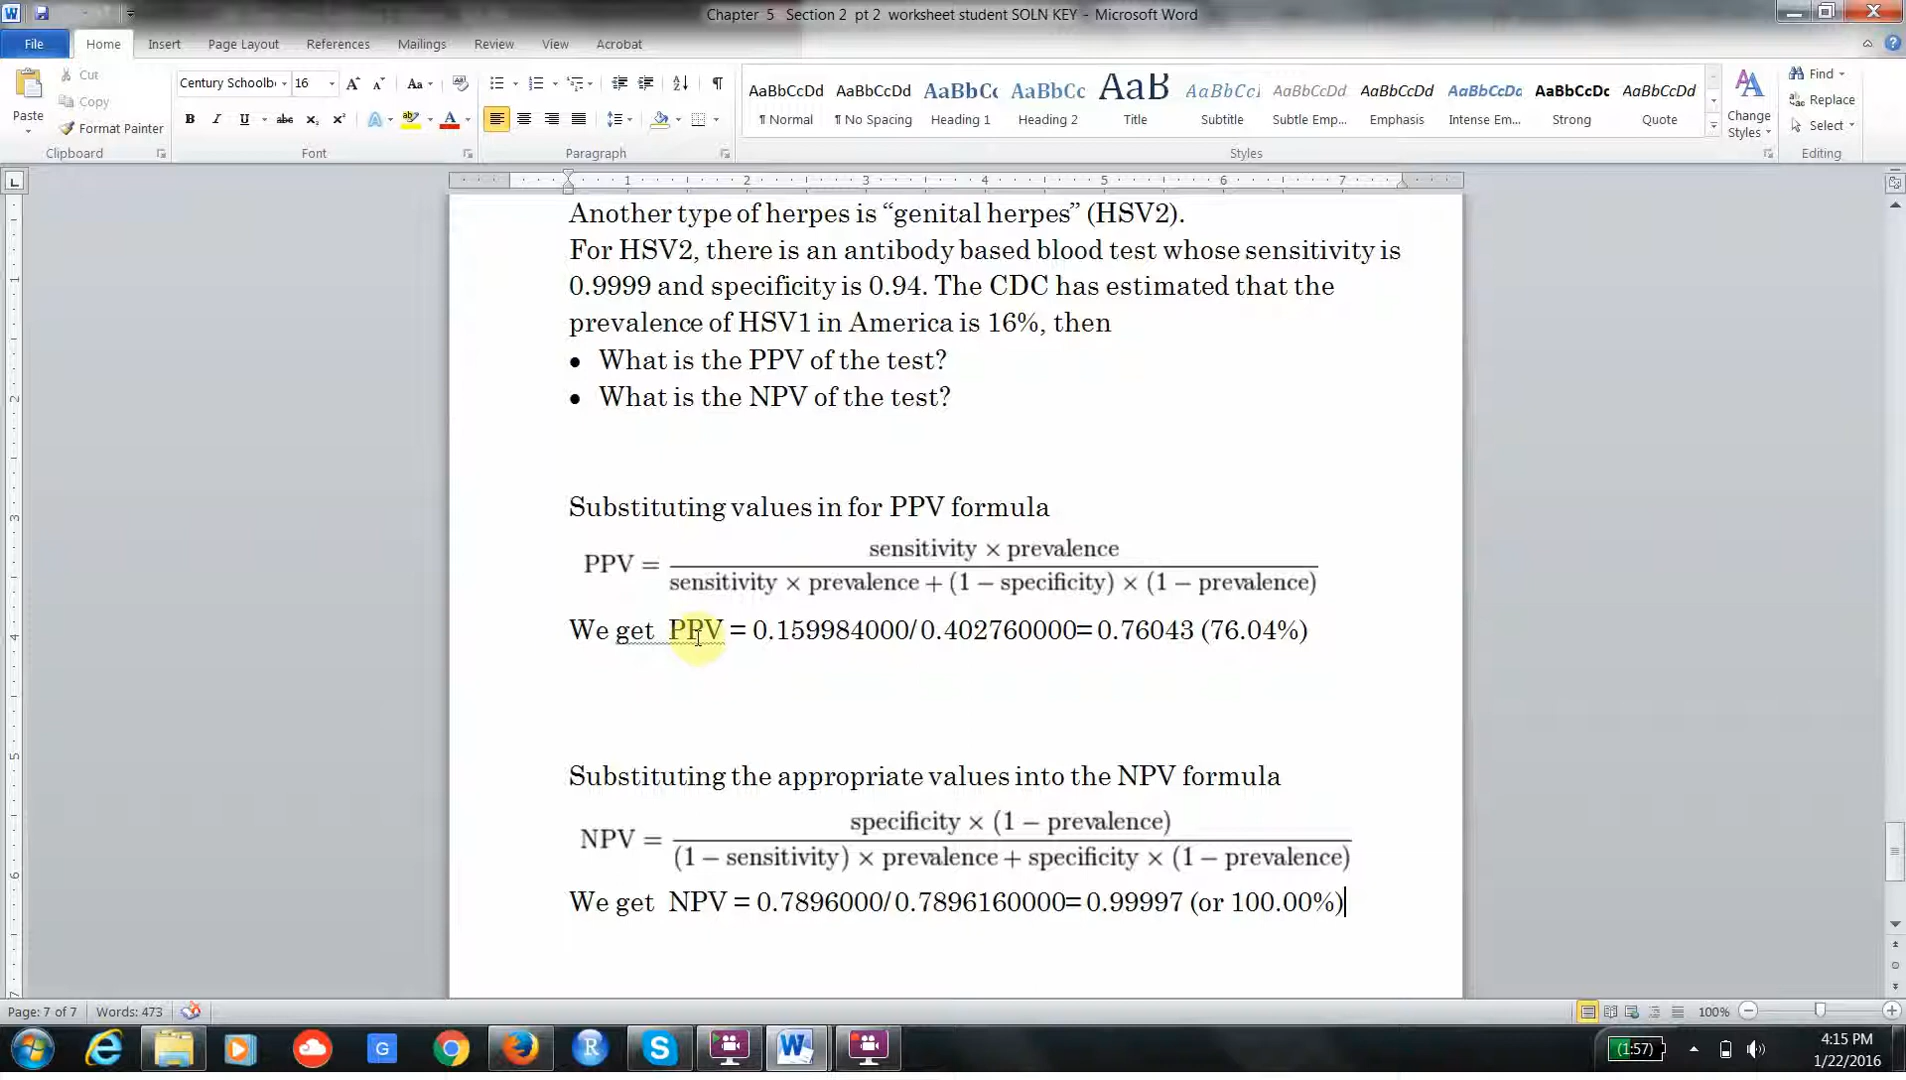 Chapter 5 Section 2 pt 2 worksheet student SOLN KEY - Microsoft Word
File Home Insert Page Layout References Mailings Review View Acrobat
Paste
Cut
Copy
Format Painter
Clipboard
Century Schoolb 16
Font
Paragraph
AaBbCcDd AaBbCcDd AaBbCc AaBbCc AaB AaBbCcI AaBbCcDd AaBbCcDd AaBbCcDd AaBbCcDc AaBbCcDd
¶ Normal ¶ No Spacing Heading 1 Heading 2 Title Subtitle Subtle Emp... Emphasis Intense Em... Strong Quote
Styles
Change Styles
Find
Replace
Select
Editing
1 2 3 4 5 6 7
Another type of herpes is “genital herpes” (HSV2).
For HSV2, there is an antibody based blood test whose sensitivity is
0.9999 and specificity is 0.94. The CDC has estimated that the
prevalence of HSV1 in America is 16%, then
• What is the PPV of the test?
• What is the NPV of the test?
Substituting values in for PPV formula
PPV = sensitivity × prevalence
sensitivity × prevalence + (1 − specificity) × (1 − prevalence)
We get PPV = 0.159984000/0.402760000= 0.76043 (76.04%)
Substituting the appropriate values into the NPV formula
NPV = specificity × (1 − prevalence)
(1 − sensitivity) × prevalence + specificity × (1 − prevalence)
We get NPV = 0.7896000/0.7896160000= 0.99997 (or 100.00%)
Page: 7 of 7 Words: 473 100%
(1:57) 4:15 PM
1/22/2016